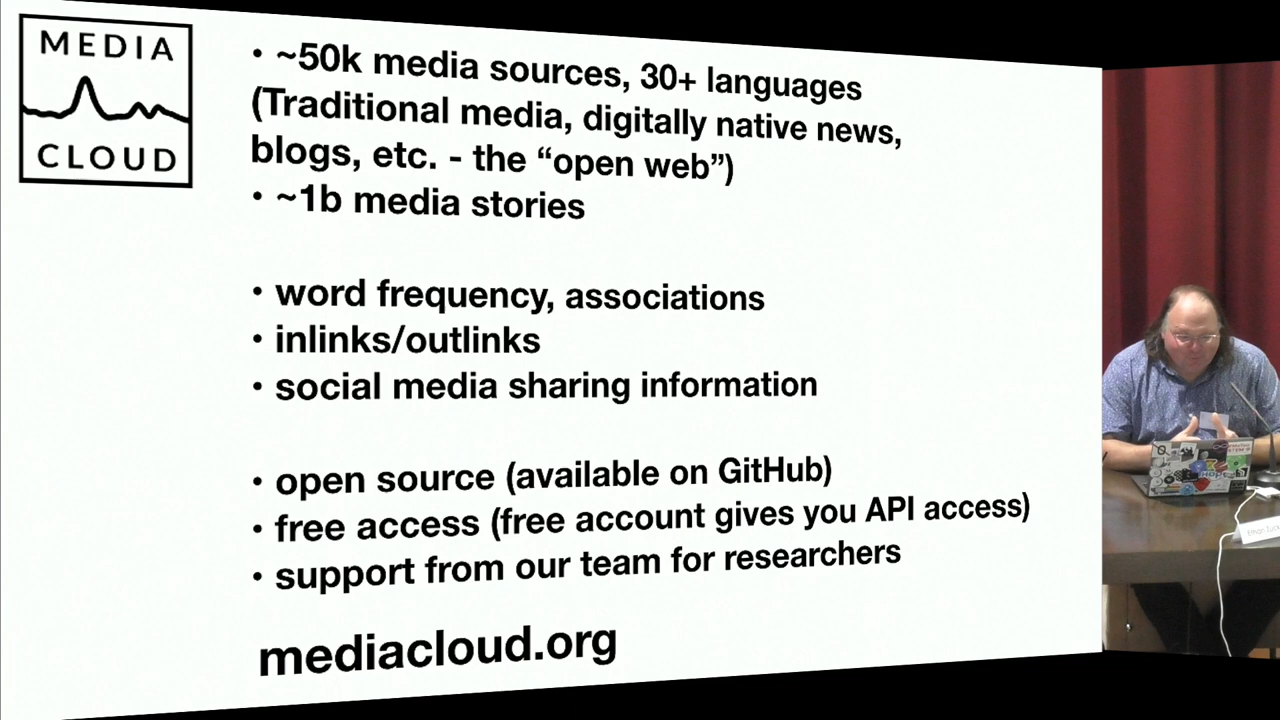 MEDIA
CLOUD
• ~50k media sources, 30+ languages
(Traditional media, digitally native news,
blogs, etc. - the “open web”)
• ~1b media stories
• word frequency, associations
• inlinks/outlinks
• social media sharing information
• open source (available on GitHub)
• free access (free account gives you API access)
• support from our team for researchers
mediacloud.org
Ethan